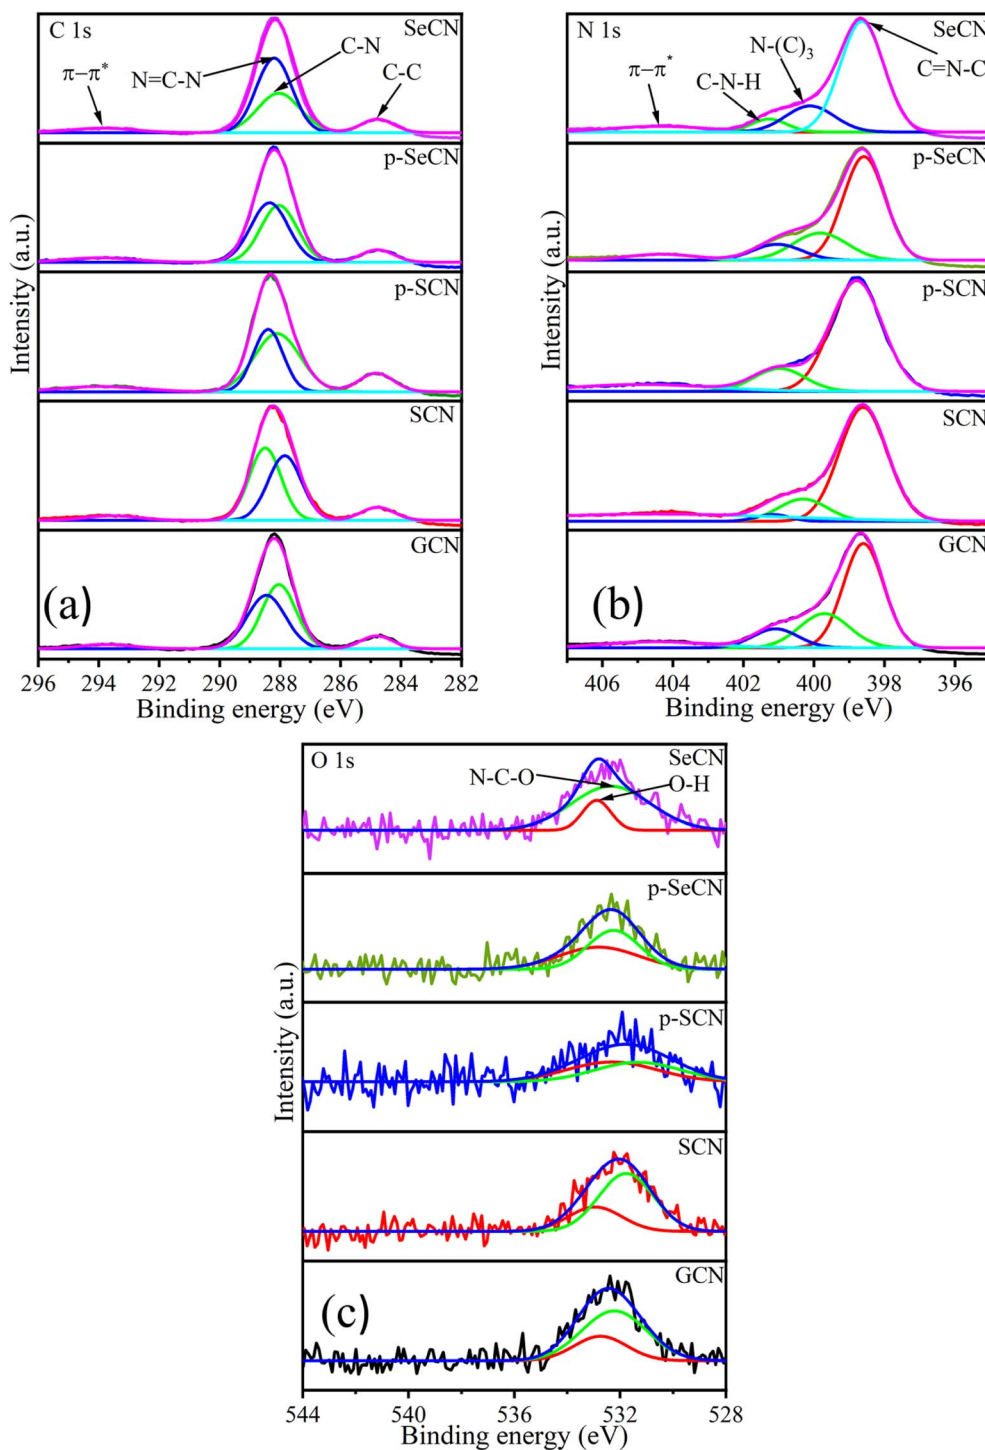 C 1s
SeCN
C-N
N=C-N
C-C
π–π*
p-SeCN
p-SCN
SCN
GCN
(a)
Intensity (a.u.)
296 294 292 290 288 286 284 282
Binding energy (eV)
N 1s
SeCN
N-(C)3
π–π*
C-N-H
C=N-C
p-SeCN
p-SCN
SCN
GCN
(b)
Intensity (a.u.)
406 404 402 400 398 396
Binding energy (eV)
O 1s
SeCN
N-C-O
O-H
p-SeCN
p-SCN
SCN
GCN
(c)
Intensity (a.u.)
544 540 536 532 528
Binding energy (eV)